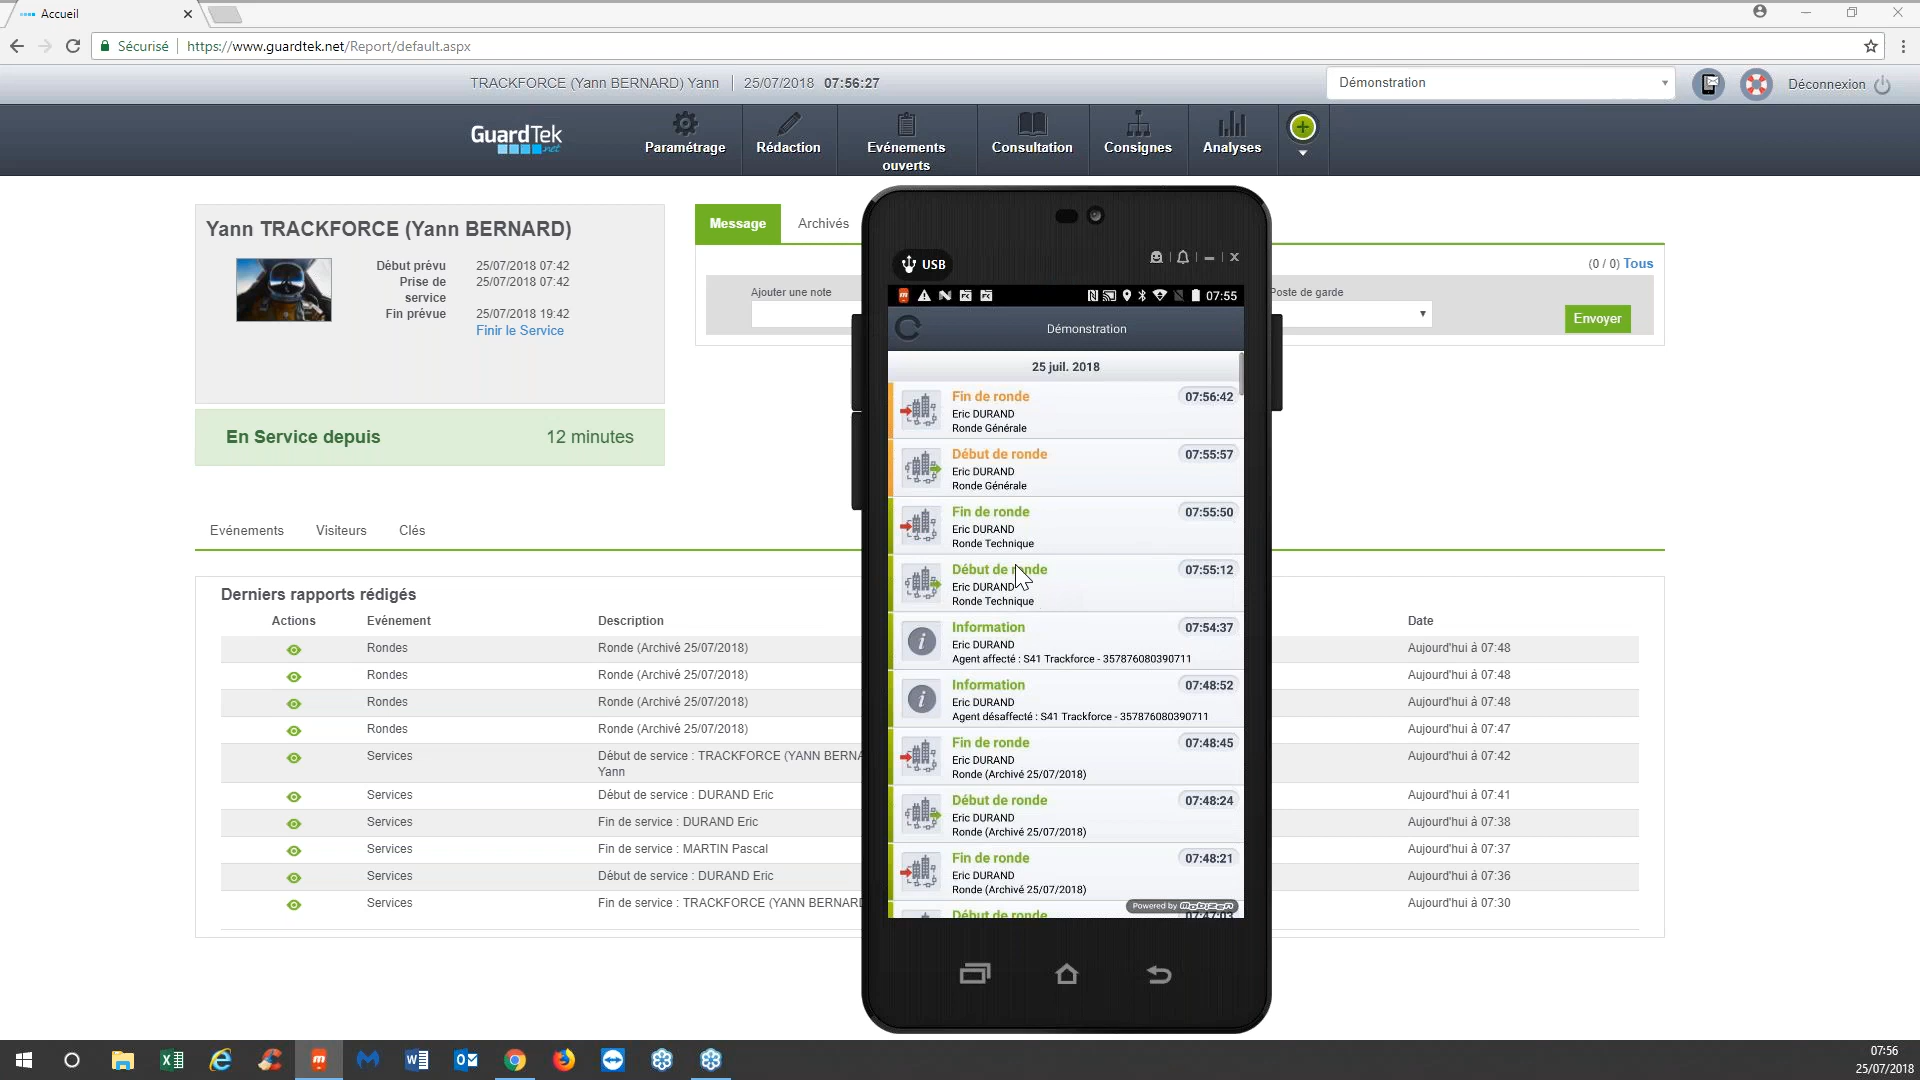 Accueil
Sécurisé
https://www.guardtek.net/Report/default.aspx
TRACKFORCE (Yann BERNARD) Yann
25/07/2018 07:56:27
Démonstration
Déconnexion
GuardTek
.net
Paramétrage
Rédaction
Evénements
ouverts
Consultation
Consignes
Analyses
Yann TRACKFORCE (Yann BERNARD)
Début prévu 25/07/2018 07:42
Prise de 25/07/2018 07:42
service
Fin prévue 25/07/2018 19:42
Finir le Service
En Service depuis 12 minutes
Message
Archivés
(0 / 0) Tous
Ajouter une note
Poste de garde
Envoyer
Evénements
Visiteurs
Clés
Derniers rapports rédigés
Actions Evénement Description Date
Rondes Ronde (Archivé 25/07/2018) Aujourd'hui à 07:48
Rondes Ronde (Archivé 25/07/2018) Aujourd'hui à 07:48
Rondes Ronde (Archivé 25/07/2018) Aujourd'hui à 07:48
Rondes Ronde (Archivé 25/07/2018) Aujourd'hui à 07:47
Services Début de service : TRACKFORCE (YANN BERNA Aujourd'hui à 07:42
Yann
Services Début de service : DURAND Eric Aujourd'hui à 07:41
Services Fin de service : DURAND Eric Aujourd'hui à 07:38
Services Fin de service : MARTIN Pascal Aujourd'hui à 07:37
Services Début de service : DURAND Eric Aujourd'hui à 07:36
Services Fin de service : TRACKFORCE (YANN BERNARD Aujourd'hui à 07:30
USB
07:55
Démonstration
25 juil. 2018
Fin de ronde 07:56:42
Eric DURAND
Ronde Générale
Début de ronde 07:55:57
Eric DURAND
Ronde Générale
Fin de ronde 07:55:50
Eric DURAND
Ronde Technique
Début de ronde 07:55:12
Eric DURAND
Ronde Technique
Information 07:54:37
Eric DURAND
Agent affecté : S41 Trackforce - 357876080390711
Information 07:48:52
Eric DURAND
Agent désaffecté : S41 Trackforce - 357876080390711
Fin de ronde 07:48:45
Eric DURAND
Ronde (Archivé 25/07/2018)
Début de ronde 07:48:24
Eric DURAND
Ronde (Archivé 25/07/2018)
Fin de ronde 07:48:21
Eric DURAND
Ronde (Archivé 25/07/2018)
Powered by mobizen
Début de ronde 07:47:03
07:56
25/07/2018